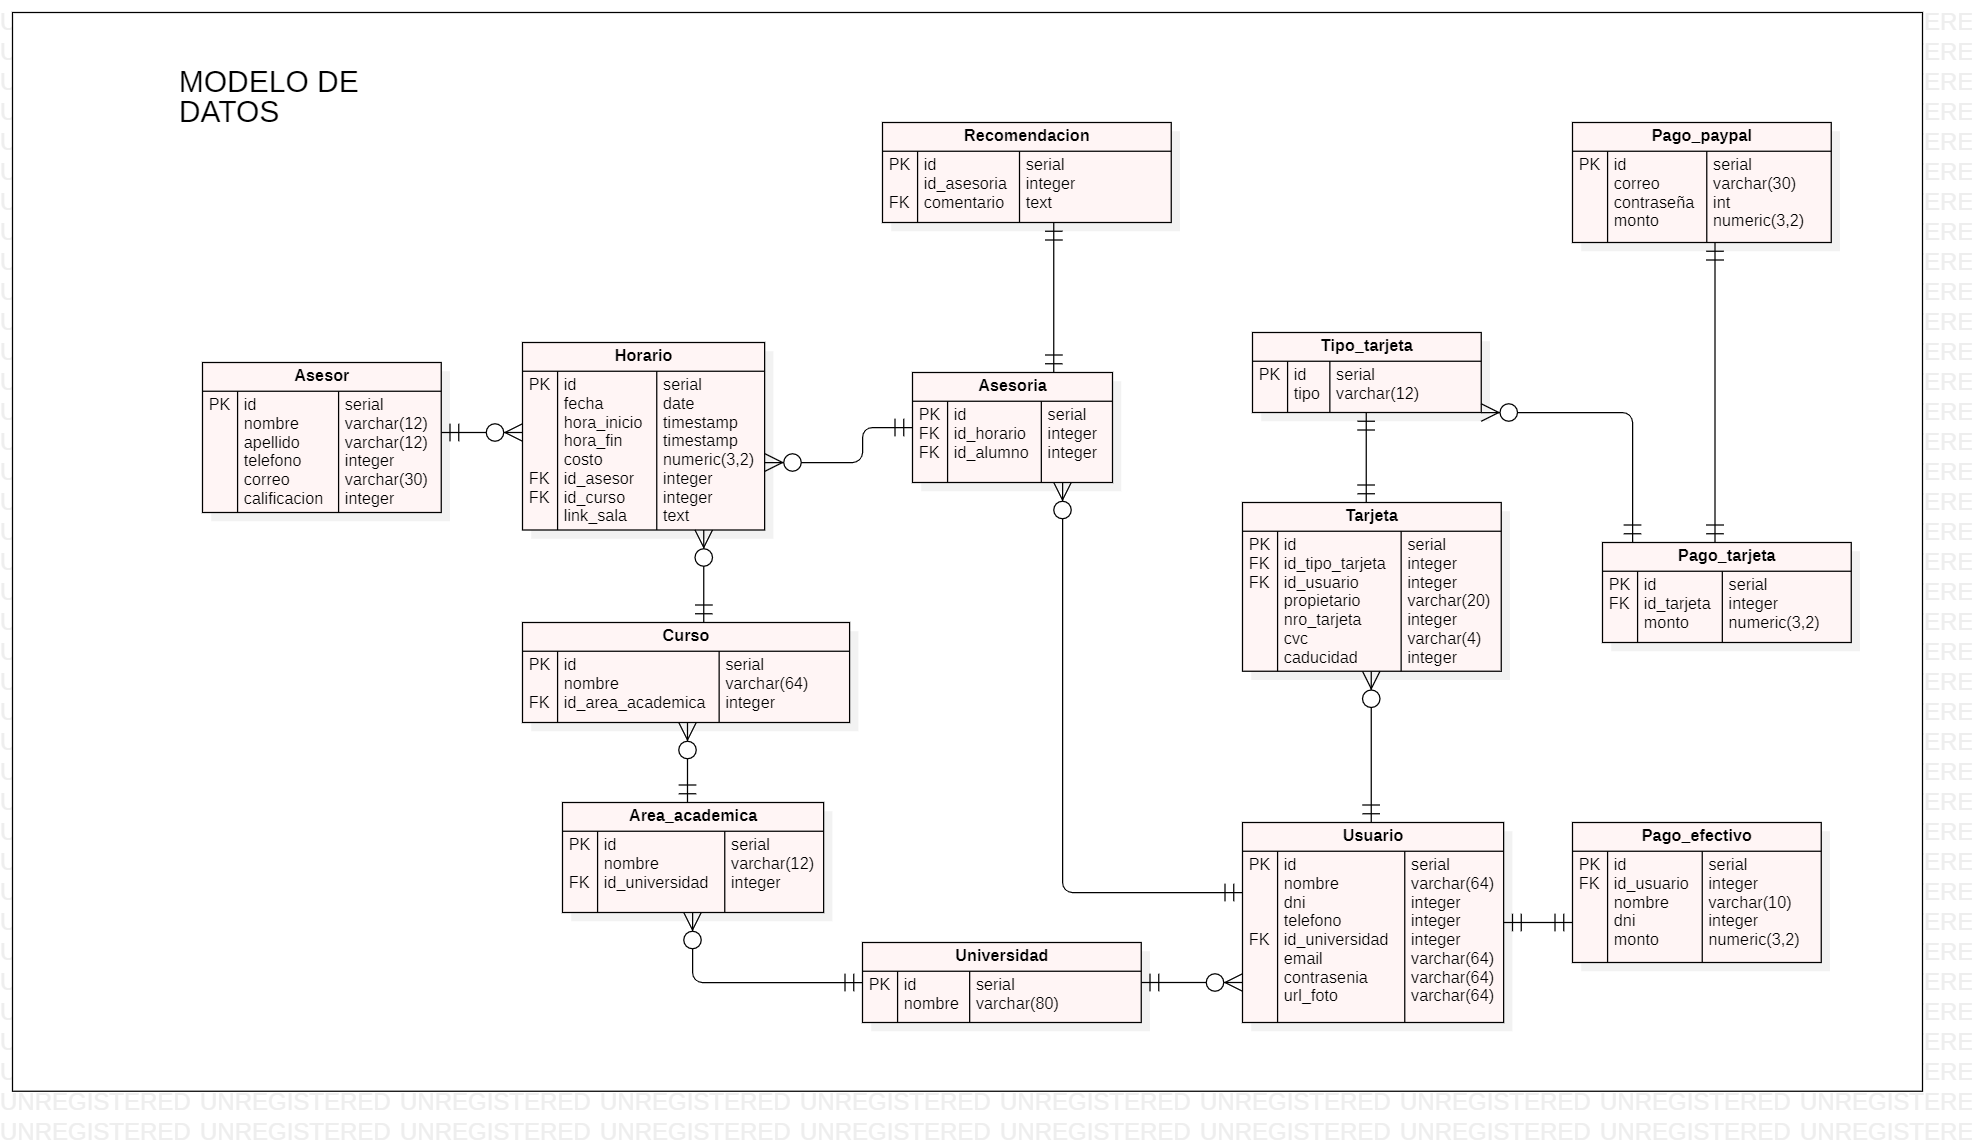 MODELO DE
DATOS
Recomendacion
PK id serial
id_asesoria integer
FK comentario text
Pago_paypal
PK id serial
correo varchar(30)
contraseña int
monto numeric(3,2)
Asesor
PK id serial
nombre varchar(12)
apellido varchar(12)
telefono integer
correo varchar(30)
calificacion integer
Horario
PK id serial
fecha date
hora_inicio timestamp
hora_fin timestamp
costo numeric(3,2)
FK id_asesor integer
FK id_curso integer
link_sala text
Asesoria
PK id serial
FK id_horario integer
FK id_alumno integer
Tipo_tarjeta
PK id serial
tipo varchar(12)
Tarjeta
PK id serial
FK id_tipo_tarjeta integer
FK id_usuario integer
propietario varchar(20)
nro_tarjeta integer
cvc varchar(4)
caducidad integer
Pago_tarjeta
PK id serial
FK id_tarjeta integer
monto numeric(3,2)
Curso
PK id serial
nombre varchar(64)
FK id_area_academica integer
Area_academica
PK id serial
nombre varchar(12)
FK id_universidad integer
Universidad
PK id serial
nombre varchar(80)
Usuario
PK id serial
nombre varchar(64)
dni integer
telefono integer
FK id_universidad integer
email varchar(64)
contrasenia varchar(64)
url_foto varchar(64)
Pago_efectivo
PK id serial
FK id_usuario integer
nombre varchar(10)
dni integer
monto numeric(3,2)
UNREGISTERED UNREGISTERED UNREGISTERED UNREGISTERED UNREGISTERED UNREGISTERED UNREGISTERED UNREGISTERED UNREGISTERED UNREGISTERE
UNREGISTERED UNREGISTERED UNREGISTERED UNREGISTERED UNREGISTERED UNREGISTERED UNREGISTERED UNREGISTERED UNREGISTERED UNREGISTERE